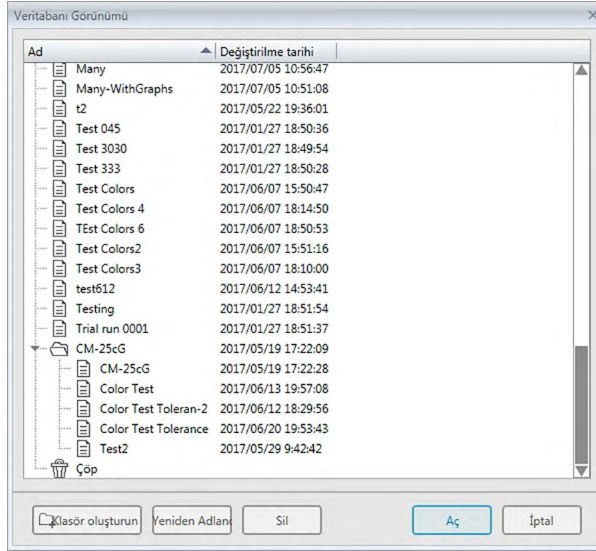 Veritabanı Görünümü
Ad Değiştirilme tarihi
Many 2017/07/05 10:56:47
Many-WithGraphs 2017/07/05 10:51:08
t2 2017/05/22 19:36:01
Test 045 2017/01/27 18:50:36
Test 3030 2017/01/27 18:49:54
Test 333 2017/01/27 18:50:28
Test Colors 2017/06/07 15:50:47
Test Colors 4 2017/06/07 18:14:50
TEst Colors 6 2017/06/07 18:50:53
Test Colors2 2017/06/07 15:51:16
Test Colors3 2017/06/07 18:10:00
test612 2017/06/12 14:53:41
Testing 2017/01/27 18:51:54
Trial run 0001 2017/01/27 18:51:37
CM-25cG 2017/05/19 17:22:09
CM-25cG 2017/05/19 17:22:28
Color Test 2017/06/13 19:57:08
Color Test Toleran-2 2017/06/12 18:29:56
Color Test Tolerance 2017/06/20 19:53:43
Test2 2017/05/29 9:42:42
Çöp
Klasör oluşturun Yeniden Adlan Sil Aç İptal